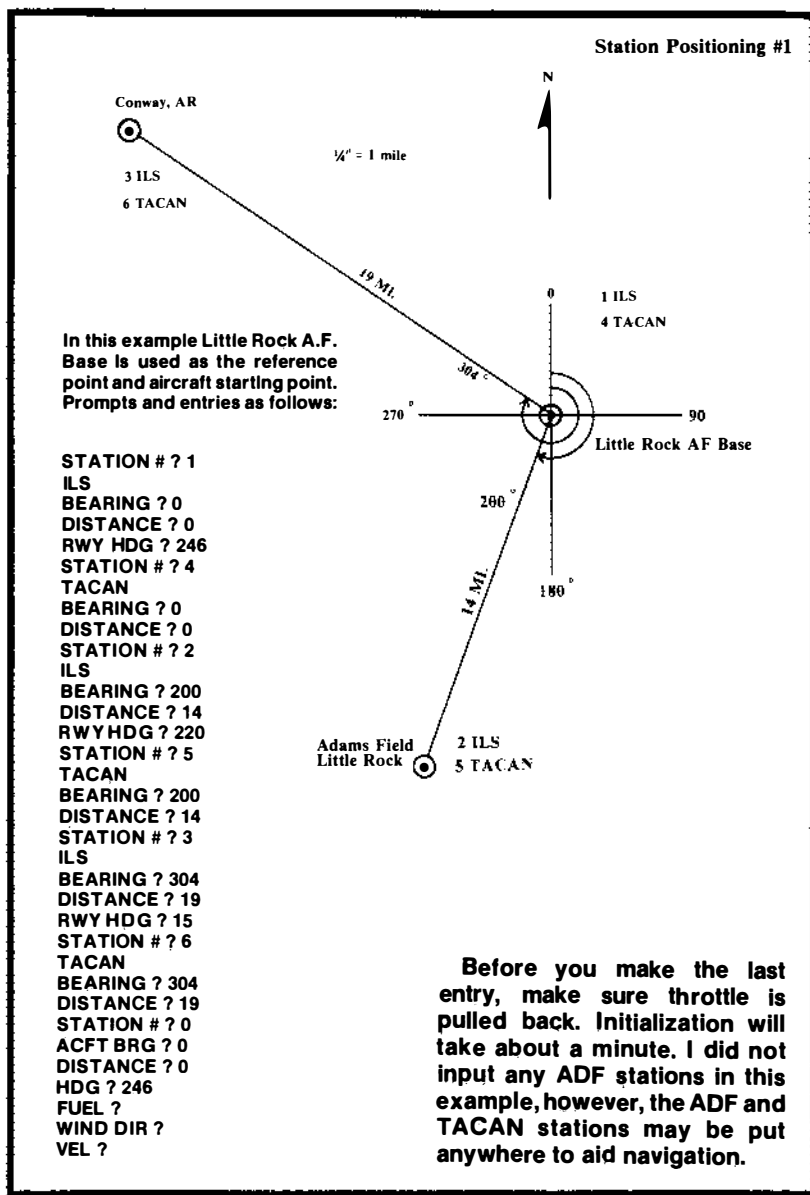 Station Positioning #1
N
Conway, AR
¼" = 1 mile
3 ILS
6 TACAN
19 MI.
0
1 ILS
4 TACAN
In this example Little Rock A.F.
Base is used as the reference
point and aircraft starting point.
Prompts and entries as follows:
304°
270°
90
Little Rock AF Base
200°
180°
14 MI.
Adams Field
Little Rock
2 ILS
5 TACAN
STATION # ? 1
ILS
BEARING ? 0
DISTANCE ? 0
RWY HDG ? 246
STATION # ? 4
TACAN
BEARING ? 0
DISTANCE ? 0
STATION # ? 2
ILS
BEARING ? 200
DISTANCE ? 14
RWY HDG ? 220
STATION # ? 5
TACAN
BEARING ? 200
DISTANCE ? 14
STATION # ? 3
ILS
BEARING ? 304
DISTANCE ? 19
RWY HDG ? 15
STATION # ? 6
TACAN
BEARING ? 304
DISTANCE ? 19
STATION # ? 0
ACFT BRG ? 0
DISTANCE ? 0
HDG ? 246
FUEL ?
WIND DIR ?
VEL ?
Before you make the last
entry, make sure throttle is
pulled back. Initialization will
take about a minute. I did not
input any ADF stations in this
example, however, the ADF and
TACAN stations may be put
anywhere to aid navigation.